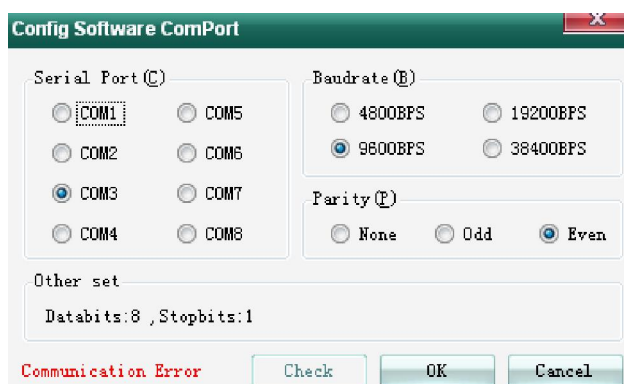 Config Software ComPort
Serial Port(C)
COM1 COM5
COM2 COM6
COM3 COM7
COM4 COM8
Baudrate(B)
4800BPS 19200BPS
9600BPS 38400BPS
Parity(P)
None Odd Even
Other set
Databits:8 ,Stopbits:1
Communication Error Check OK Cancel